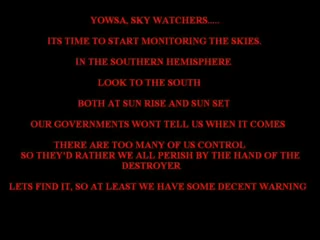 YOWSA, SKY WATCHERS.....
ITS TIME TO START MONITORING THE SKIES.
IN THE SOUTHERN HEMISPHERE
LOOK TO THE SOUTH
BOTH AT SUN RISE AND SUN SET
OUR GOVERNMENTS WONT TELL US WHEN IT COMES
THERE ARE TOO MANY OF US CONTROL
SO THEY'D RATHER WE ALL PERISH BY THE HAND OF THE
DESTROYER
LETS FIND IT, SO AT LEAST WE HAVE SOME DECENT WARNING